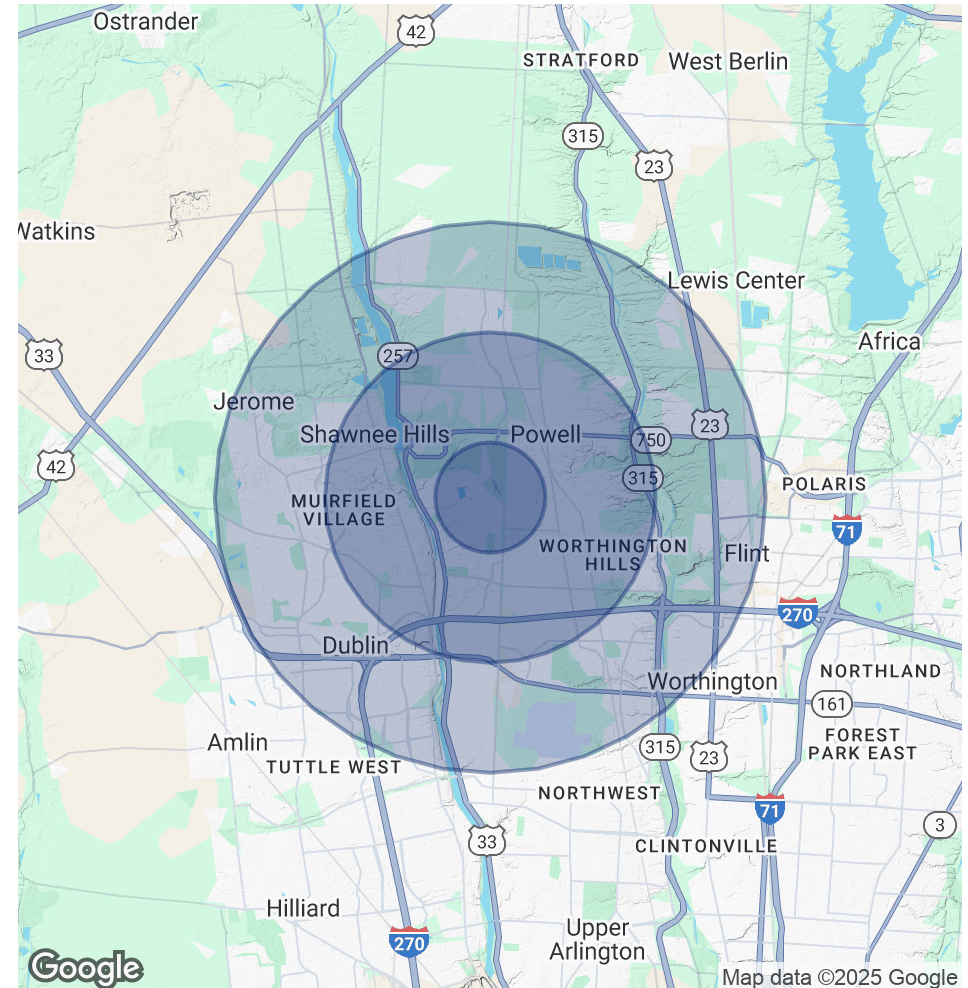 Ostrander
42
STRATFORD
West Berlin
315
23
Watkins
Lewis Center
33
257
Africa
Jerome
23
Shawnee Hills
Powell
750
42
315
POLARIS
MUIRFIELD
VILLAGE
71
WORTHINGTON
HILLS
Flint
270
Dublin
NORTHLAND
Worthington
161
Amlin
FOREST
PARK EAST
315
23
TUTTLE WEST
NORTHWEST
71
3
33
CLINTONVILLE
Hilliard
Upper
Arlington
270
Google
Map data ©2025 Google